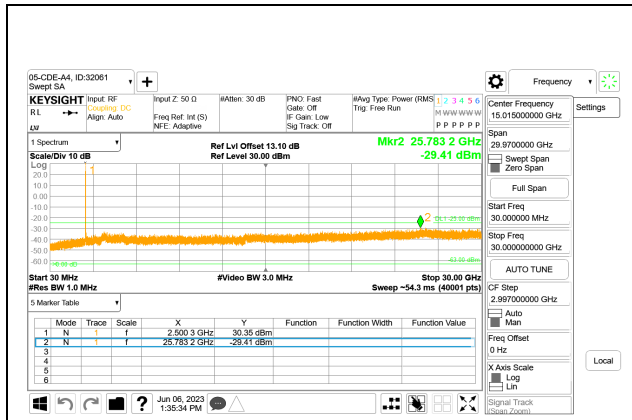 05-CDE-A4, ID:32061
Swept SA
+
Frequency
KEYSIGHT
Input: RF
Input Z: 50 Ω
#Atten: 30 dB
PNO: Fast
#Avg Type: Power (RMS
1 2 3 4 5 6
RL
Coupling: DC
Gate: Off
Trig: Free Run
M W W W W W
Align: Auto
Freq Ref: Int (S)
IF Gain: Low
LXI
NFE: Adaptive
Sig Track: Off
P P P P P P
Center Frequency
15.015000000 GHz
Settings
1 Spectrum
Ref Lvl Offset 13.10 dB
Mkr2 25.783 2 GHz
Scale/Div 10 dB
Ref Level 30.00 dBm
-29.41 dBm
Log
20.0
10.0
0.00
-10.0
-20.0
-30.0
-40.0
-50.0
-60.0
1
2
DL1 -25.00 dBm
Start 30 MHz
#Video BW 3.0 MHz
Stop 30.00 GHz
#Res BW 1.0 MHz
Sweep ~54.3 ms (40001 pts)
Span
29.9700000 GHz
Swept Span
Zero Span
Full Span
Start Freq
30.000000 MHz
Stop Freq
30.00000000 GHz
AUTO TUNE
CF Step
2.997000000 GHz
Auto
Man
Freq Offset
0 Hz
X Axis Scale
Log
Lin
Signal Track
(Span Zoom)
Local
5 Marker Table
Mode Trace Scale X Y Function Function Width Function Value
1 N 1 f 2.500 3 GHz 30.35 dBm
2 N 1 f 25.783 2 GHz -29.41 dBm
3
4
5
6
?
Jun 06, 2023
1:35:34 PM